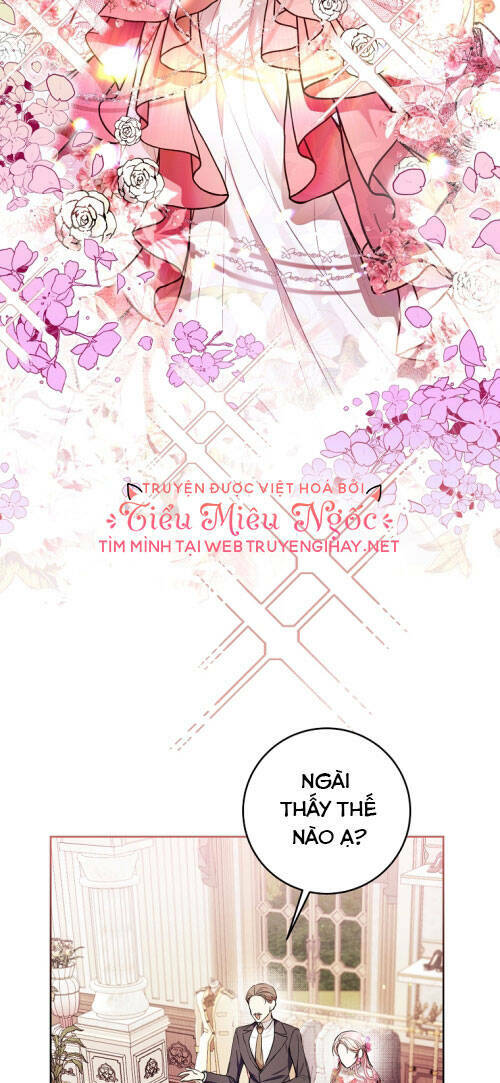 TRUYỆN ĐƯỢC VIỆT HOÁ BỞI
Tiểu Miêu Ngốc
TÌM MÌNH TẠI WEB TRUYENGIHAY.NET
NGÀI
THẤY THẾ
NÀO Ạ?